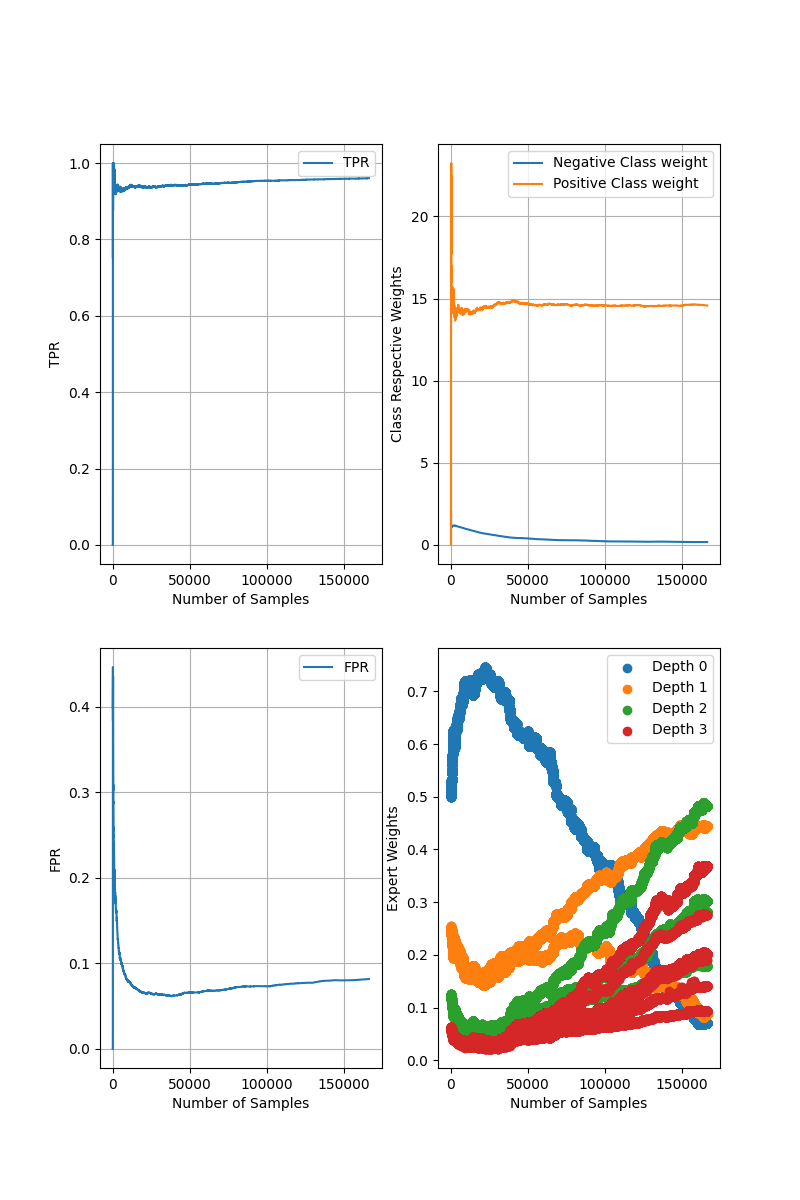 TPR
1.0
0.8
0.6
0.4
0.2
0.0
TPR
0
50000
100000
150000
Number of Samples
Negative Class weight
Positive Class weight
20
15
10
5
0
Class Respective Weights
0
50000
100000
150000
Number of Samples
FPR
0.4
0.3
0.2
0.1
0.0
FPR
0
50000
100000
150000
Number of Samples
Depth 0
Depth 1
Depth 2
Depth 3
0.7
0.6
0.5
0.4
0.3
0.2
0.1
0.0
Expert Weights
0
50000
100000
150000
Number of Samples